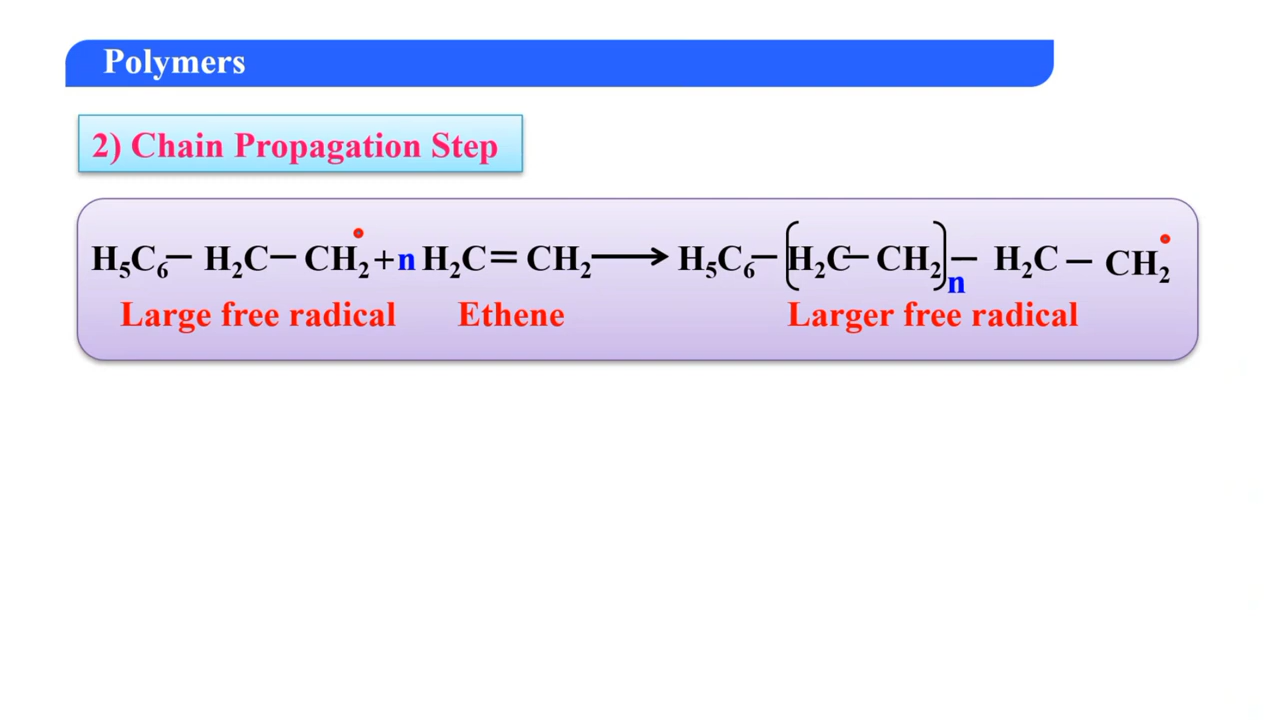 Polymers
2) Chain Propagation Step
H₅C₆– H₂C–CH₂• + n H₂C=CH₂ ⟶ H₅C₆–(H₂C–CH₂)ₙ– H₂C – CH₂•
Large free radical Ethene Larger free radical